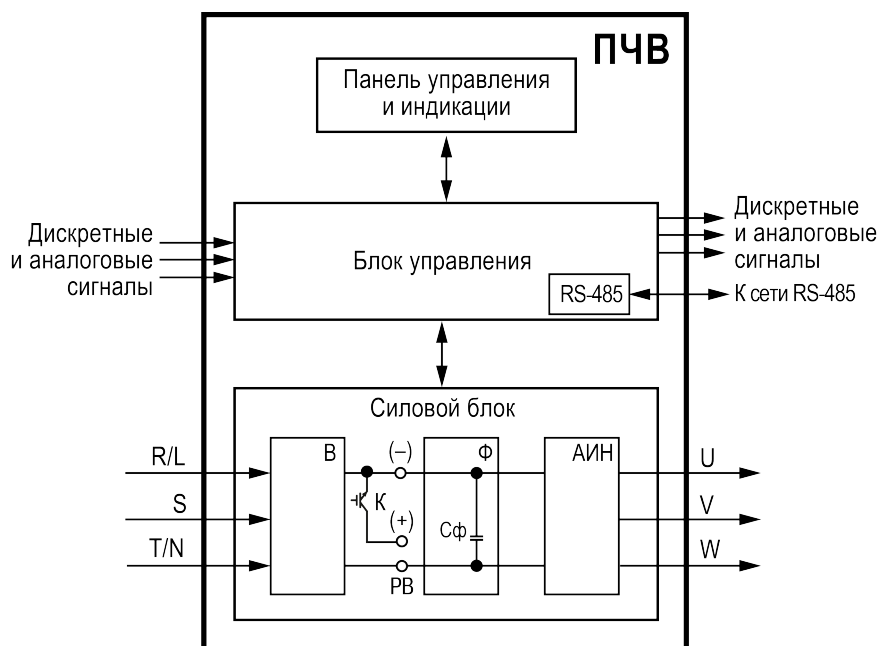 ПЧВ
Панель управления
и индикации
Дискретные
и аналоговые
сигналы
Блок управления
RS-485
Дискретные
и аналоговые
сигналы
К сети RS-485
Силовой блок
R/L
S
T/N
В
(–)
К
(+)
РВ
Ф
Сф
АИН
U
V
W